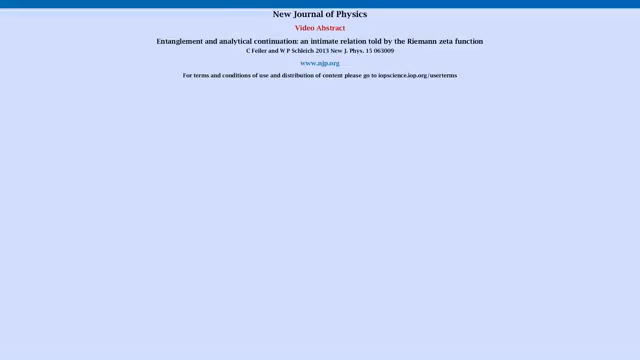 New Journal of Physics
Video Abstract
Entanglement and analytical continuation: an intimate relation told by the Riemann zeta function
C Feiler and W P Schleich 2013 New J. Phys. 15 063009
www.njp.org
For terms and conditions of use and distribution of content please go to iopscience.iop.org/userterms